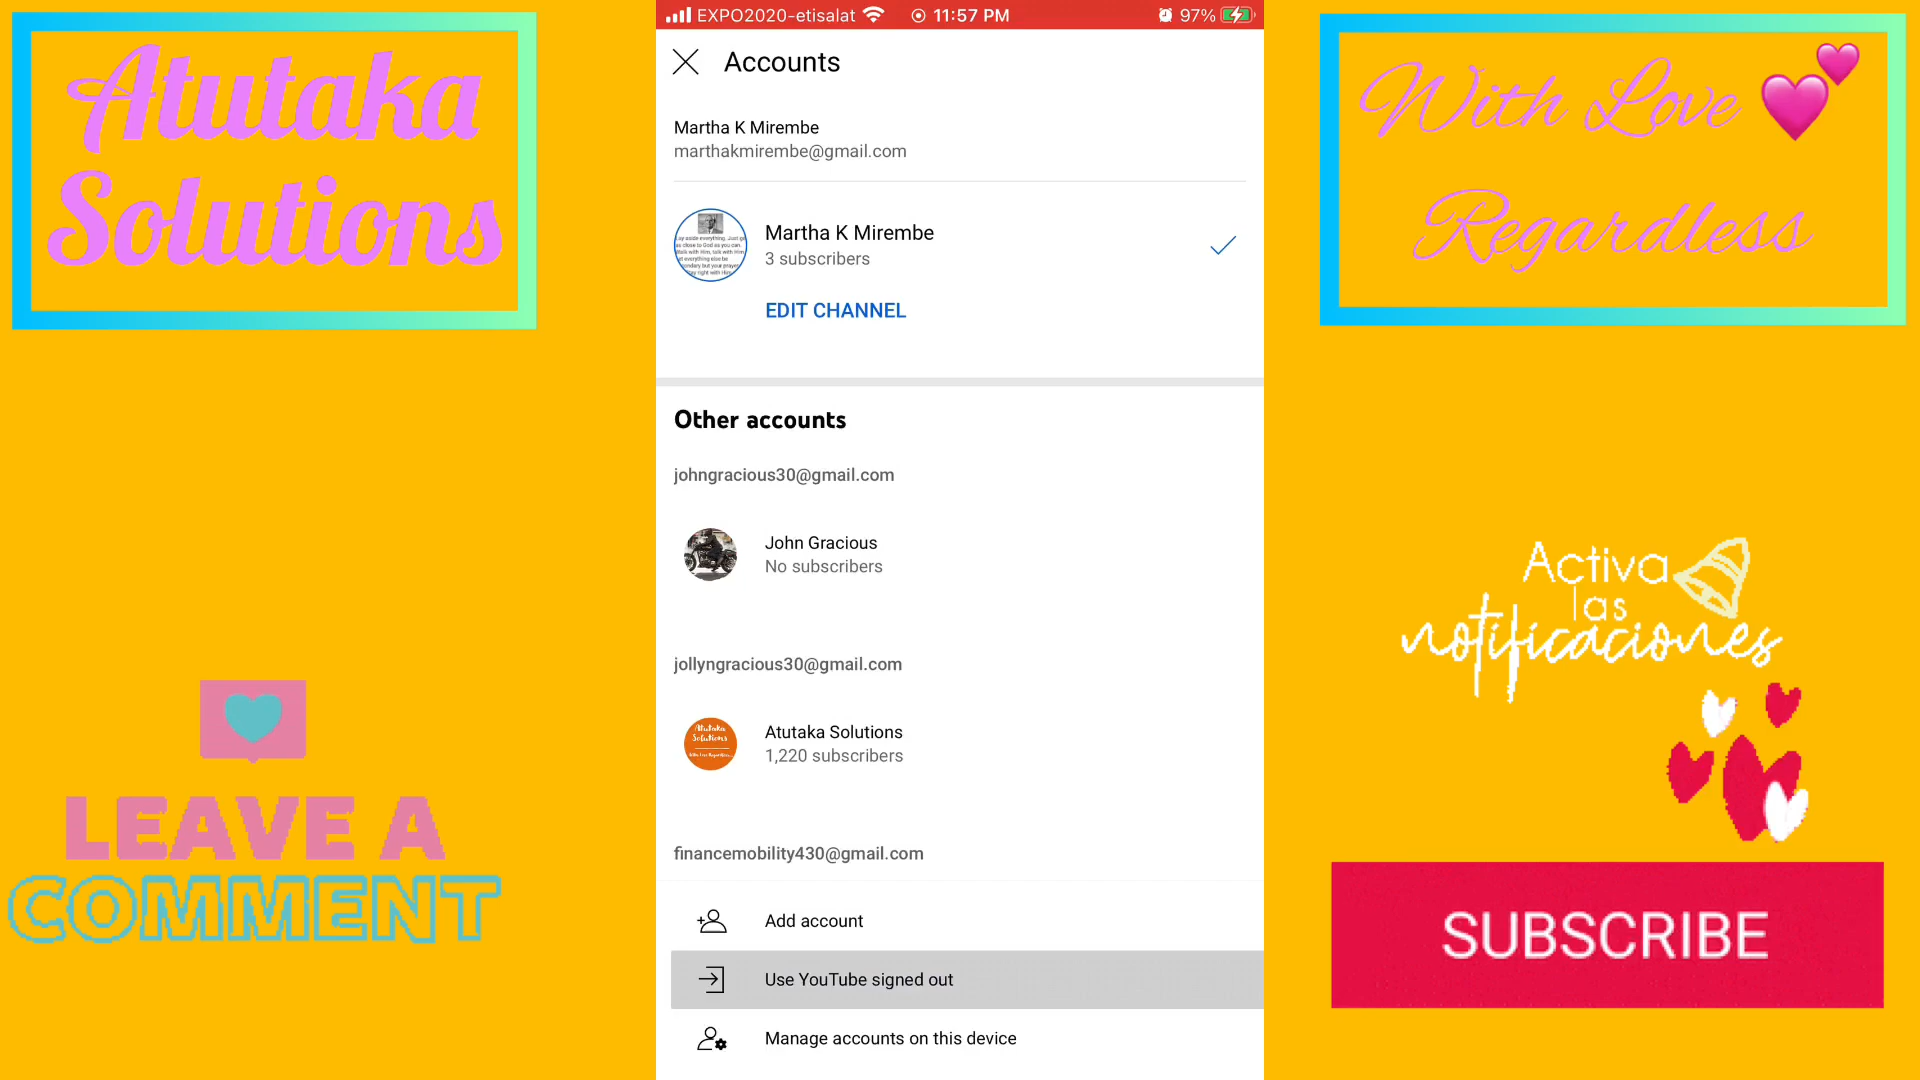 Atutaka
Solutions
LEAVE A
COMMENT
EXPO2020-etisalat 11:57 PM 97%
Accounts
Martha K Mirembe
marthakmirembe@gmail.com
Martha K Mirembe
3 subscribers
EDIT CHANNEL
Other accounts
johngracious30@gmail.com
John Gracious
No subscribers
jollyngracious30@gmail.com
Atutaka Solutions
1,220 subscribers
financemobility430@gmail.com
Add account
Use YouTube signed out
Manage accounts on this device
With Love
Regardless
Activa
las
notificaciones
SUBSCRIBE